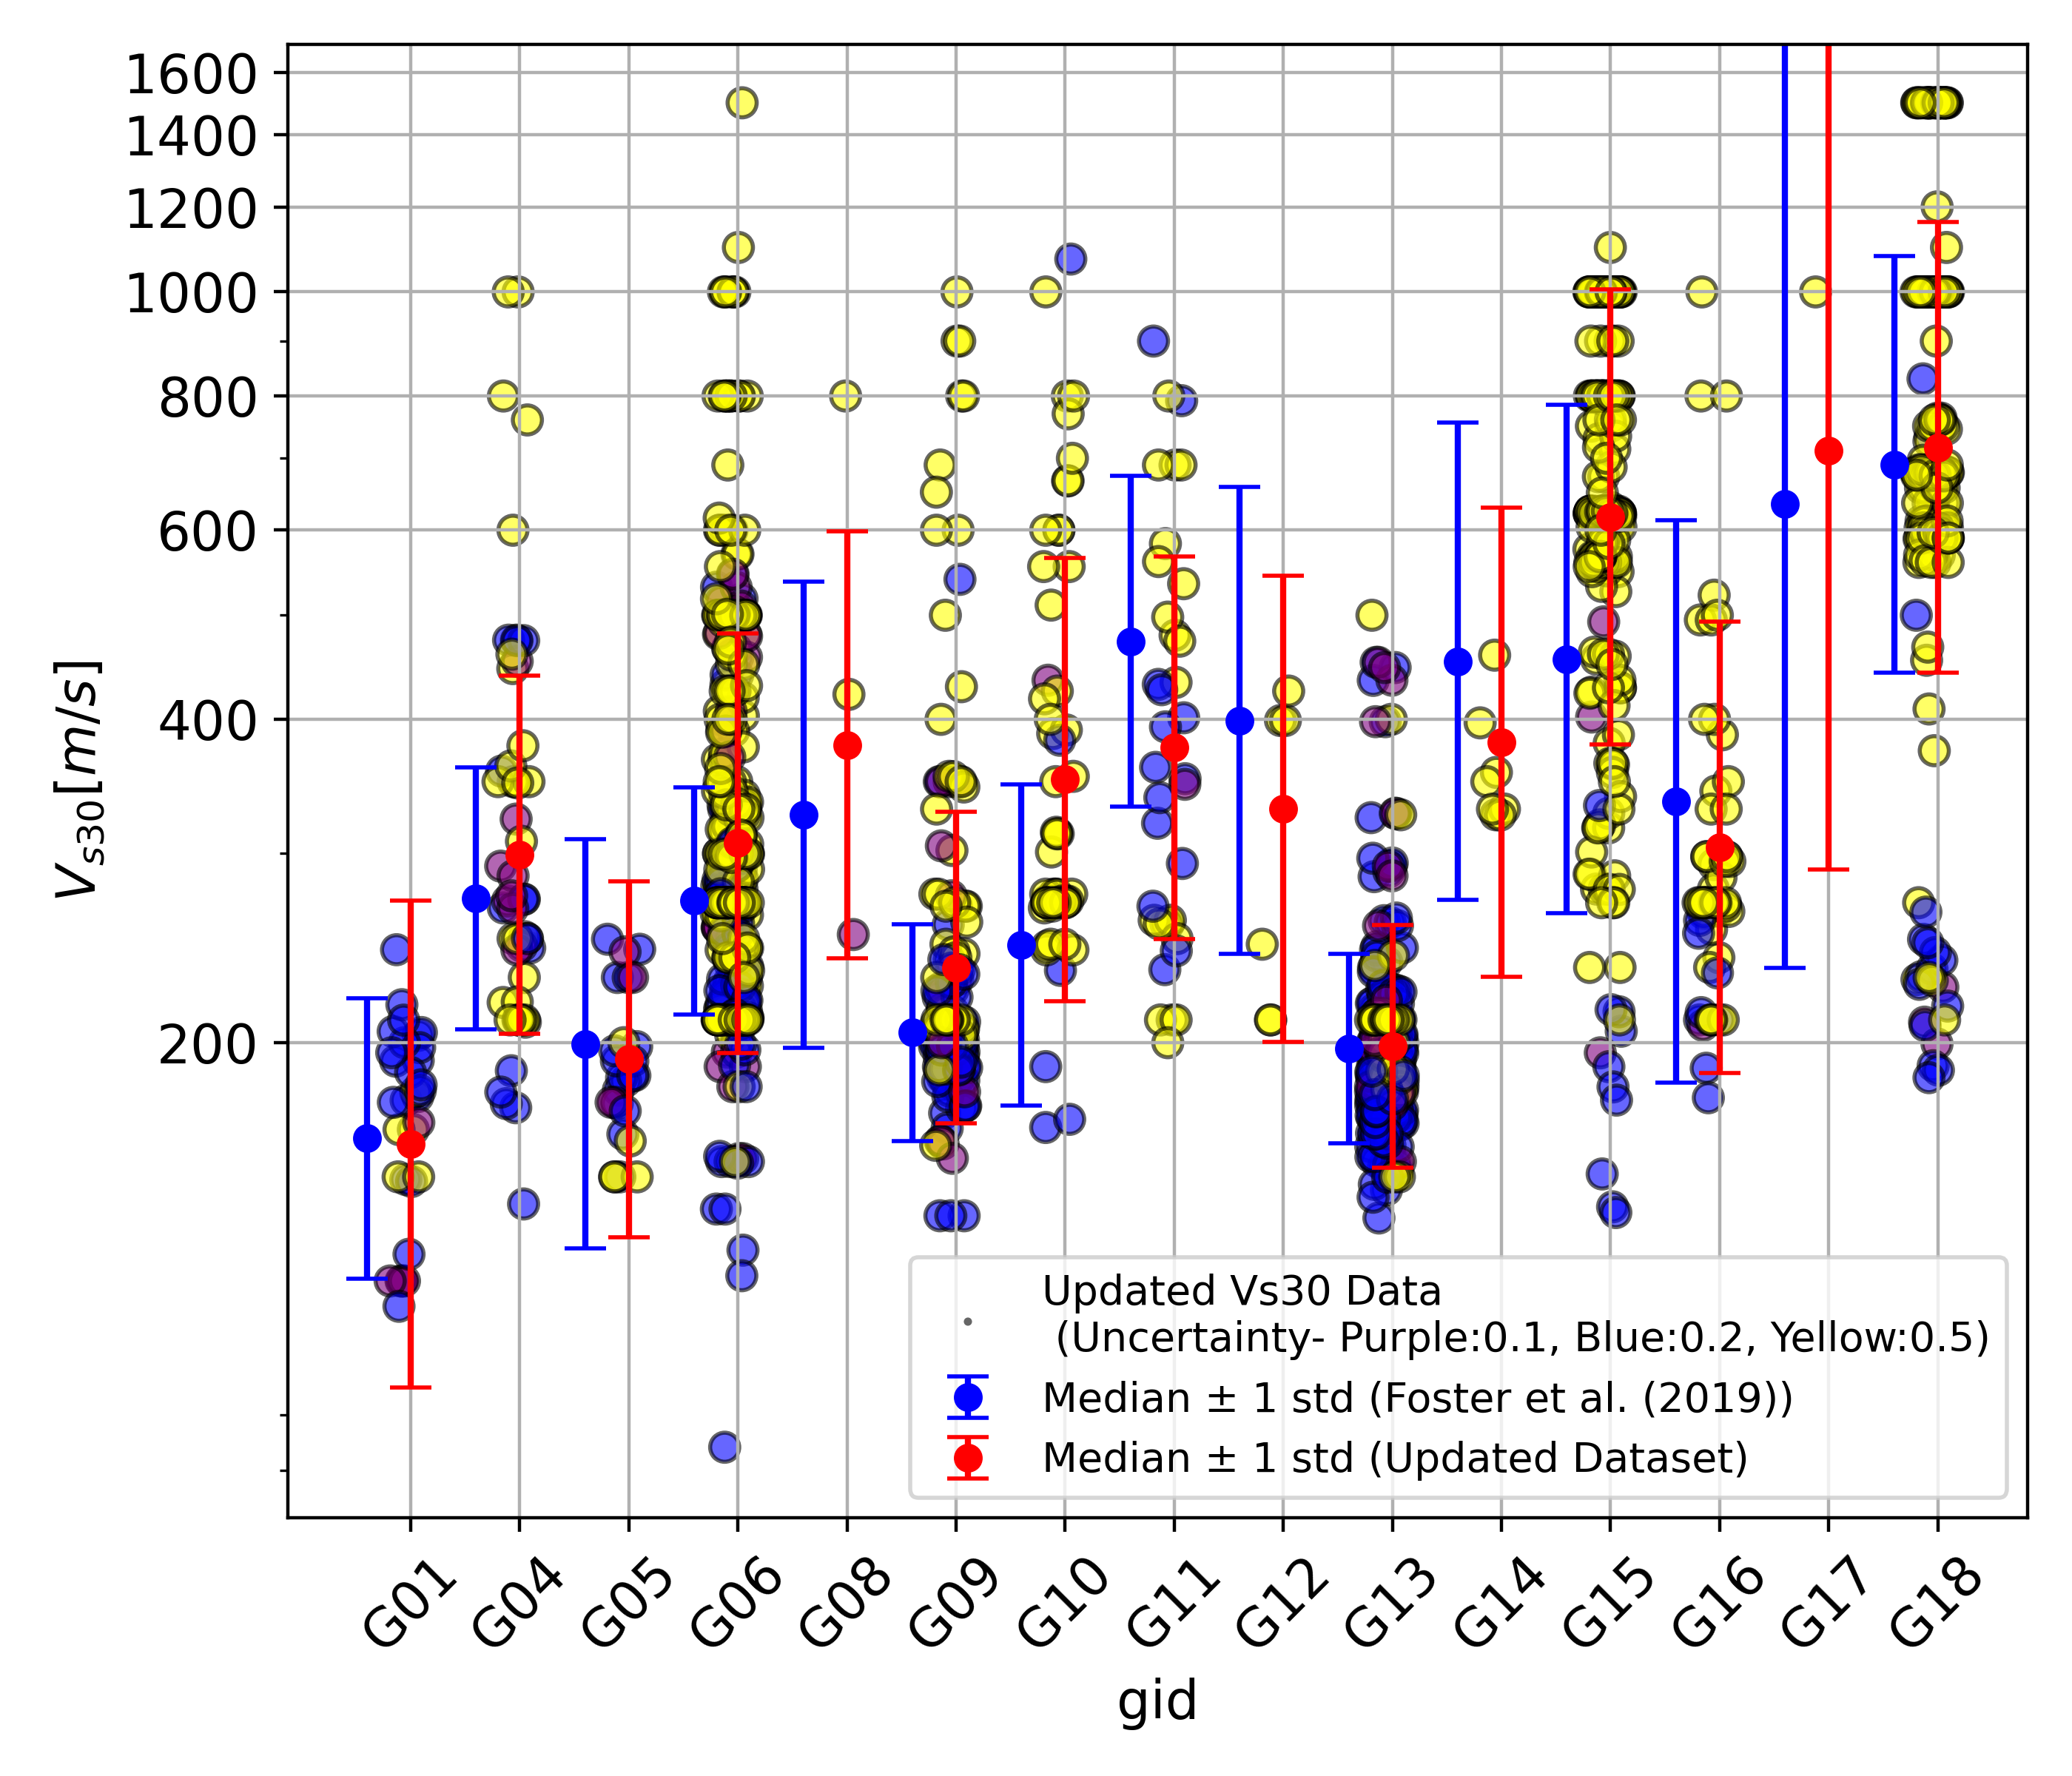 1600
1400
1200
1000
800
600
400
200
V_s30[m/s]
Updated Vs30 Data
(Uncertainty- Purple:0.1, Blue:0.2, Yellow:0.5)
Median ± 1 std (Foster et al. (2019))
Median ± 1 std (Updated Dataset)
G01 G04 G05 G06 G08 G09 G10 G11 G12 G13 G14 G15 G16 G17 G18
gid